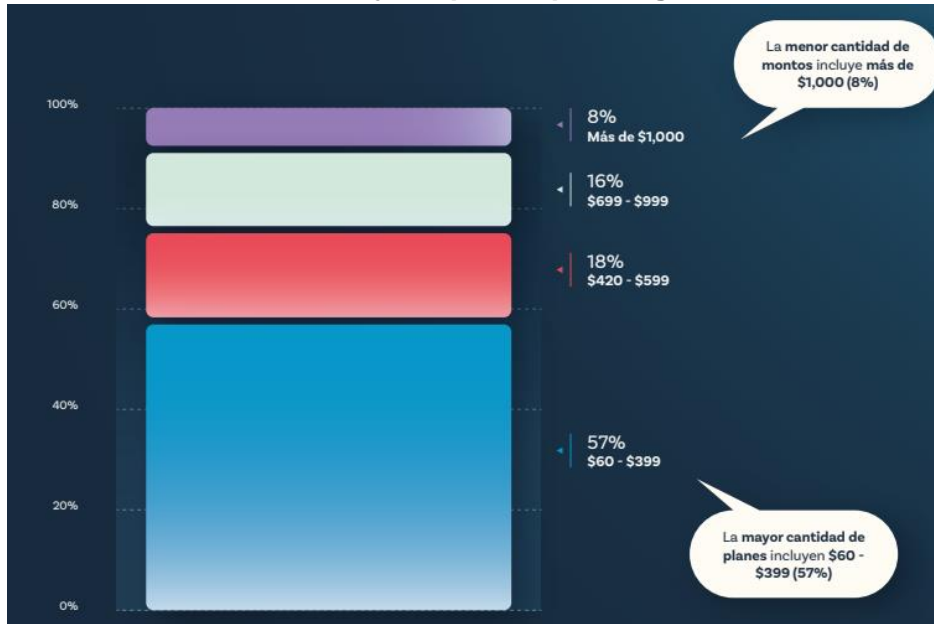 La menor cantidad de
montos incluye más de
$1,000 (8%)
100%
8%
Más de $1,000
16%
$699 - $999
80%
18%
$420 - $599
60%
40%
57%
$60 - $399
20%
La mayor cantidad de
planes incluyen $60 -
$399 (57%)
0%